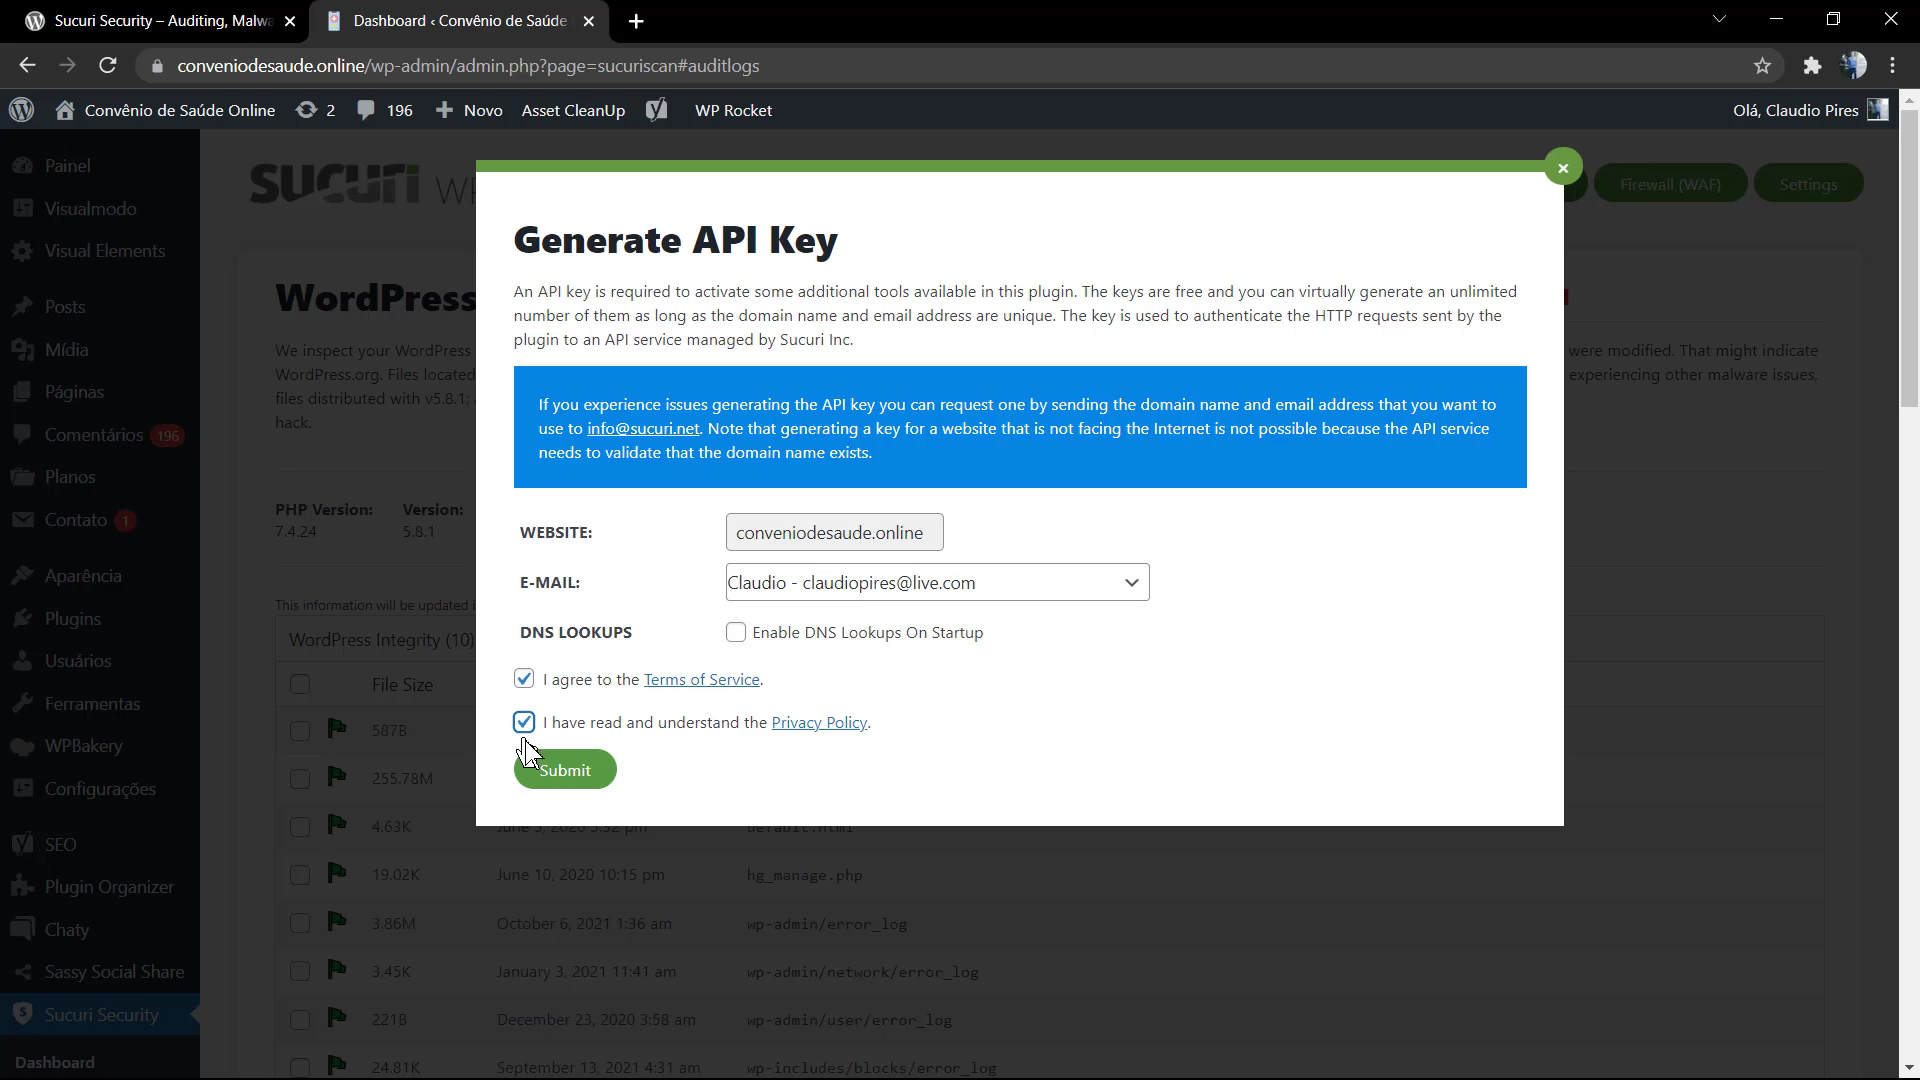 Sucuri Security – Auditing, Malwa
Dashboard ‹ Convênio de Saúde
conveniodesaude.online/wp-admin/admin.php?page=sucuriscan#auditlogs
Convênio de Saúde Online
2
196
Novo
Asset CleanUp
WP Rocket
Olá, Claudio Pires
Painel
Visualmodo
Visual Elements
Posts
Mídia
Páginas
Comentários 196
Planos
Contato 1
Aparência
Plugins
Usuários
Ferramentas
WPBakery
Configurações
SEO
Plugin Organizer
Chaty
Sassy Social Share
Sucuri Security
Dashboard
SUCURi
Firewall (WAF)
Settings
WordPress
We inspect your WordPress
were modified. That might indicate
WordPress.org. Files located
experiencing other malware issues,
files distributed with v5.8.1;
hack.
PHP Version:
Version:
7.4.24
5.8.1
This information will be updated
WordPress Integrity (10)
File Size
587B
255.78M
4.63K
June 5, 2020 5:52 pm
default.html
19.02K
June 10, 2020 10:15 pm
hg_manage.php
3.86M
October 6, 2021 1:36 am
wp-admin/error_log
3.45K
January 3, 2021 11:41 am
wp-admin/network/error_log
221B
December 23, 2020 3:58 am
wp-admin/user/error_log
24.81K
September 13, 2021 4:31 am
wp-includes/blocks/error_log
Generate API Key
An API key is required to activate some additional tools available in this plugin. The keys are free and you can virtually generate an unlimited
number of them as long as the domain name and email address are unique. The key is used to authenticate the HTTP requests sent by the
plugin to an API service managed by Sucuri Inc.
If you experience issues generating the API key you can request one by sending the domain name and email address that you want to
use to info@sucuri.net. Note that generating a key for a website that is not facing the Internet is not possible because the API service
needs to validate that the domain name exists.
WEBSITE:
conveniodesaude.online
E-MAIL:
Claudio - claudiopires@live.com
DNS LOOKUPS
Enable DNS Lookups On Startup
I agree to the Terms of Service.
I have read and understand the Privacy Policy.
Submit